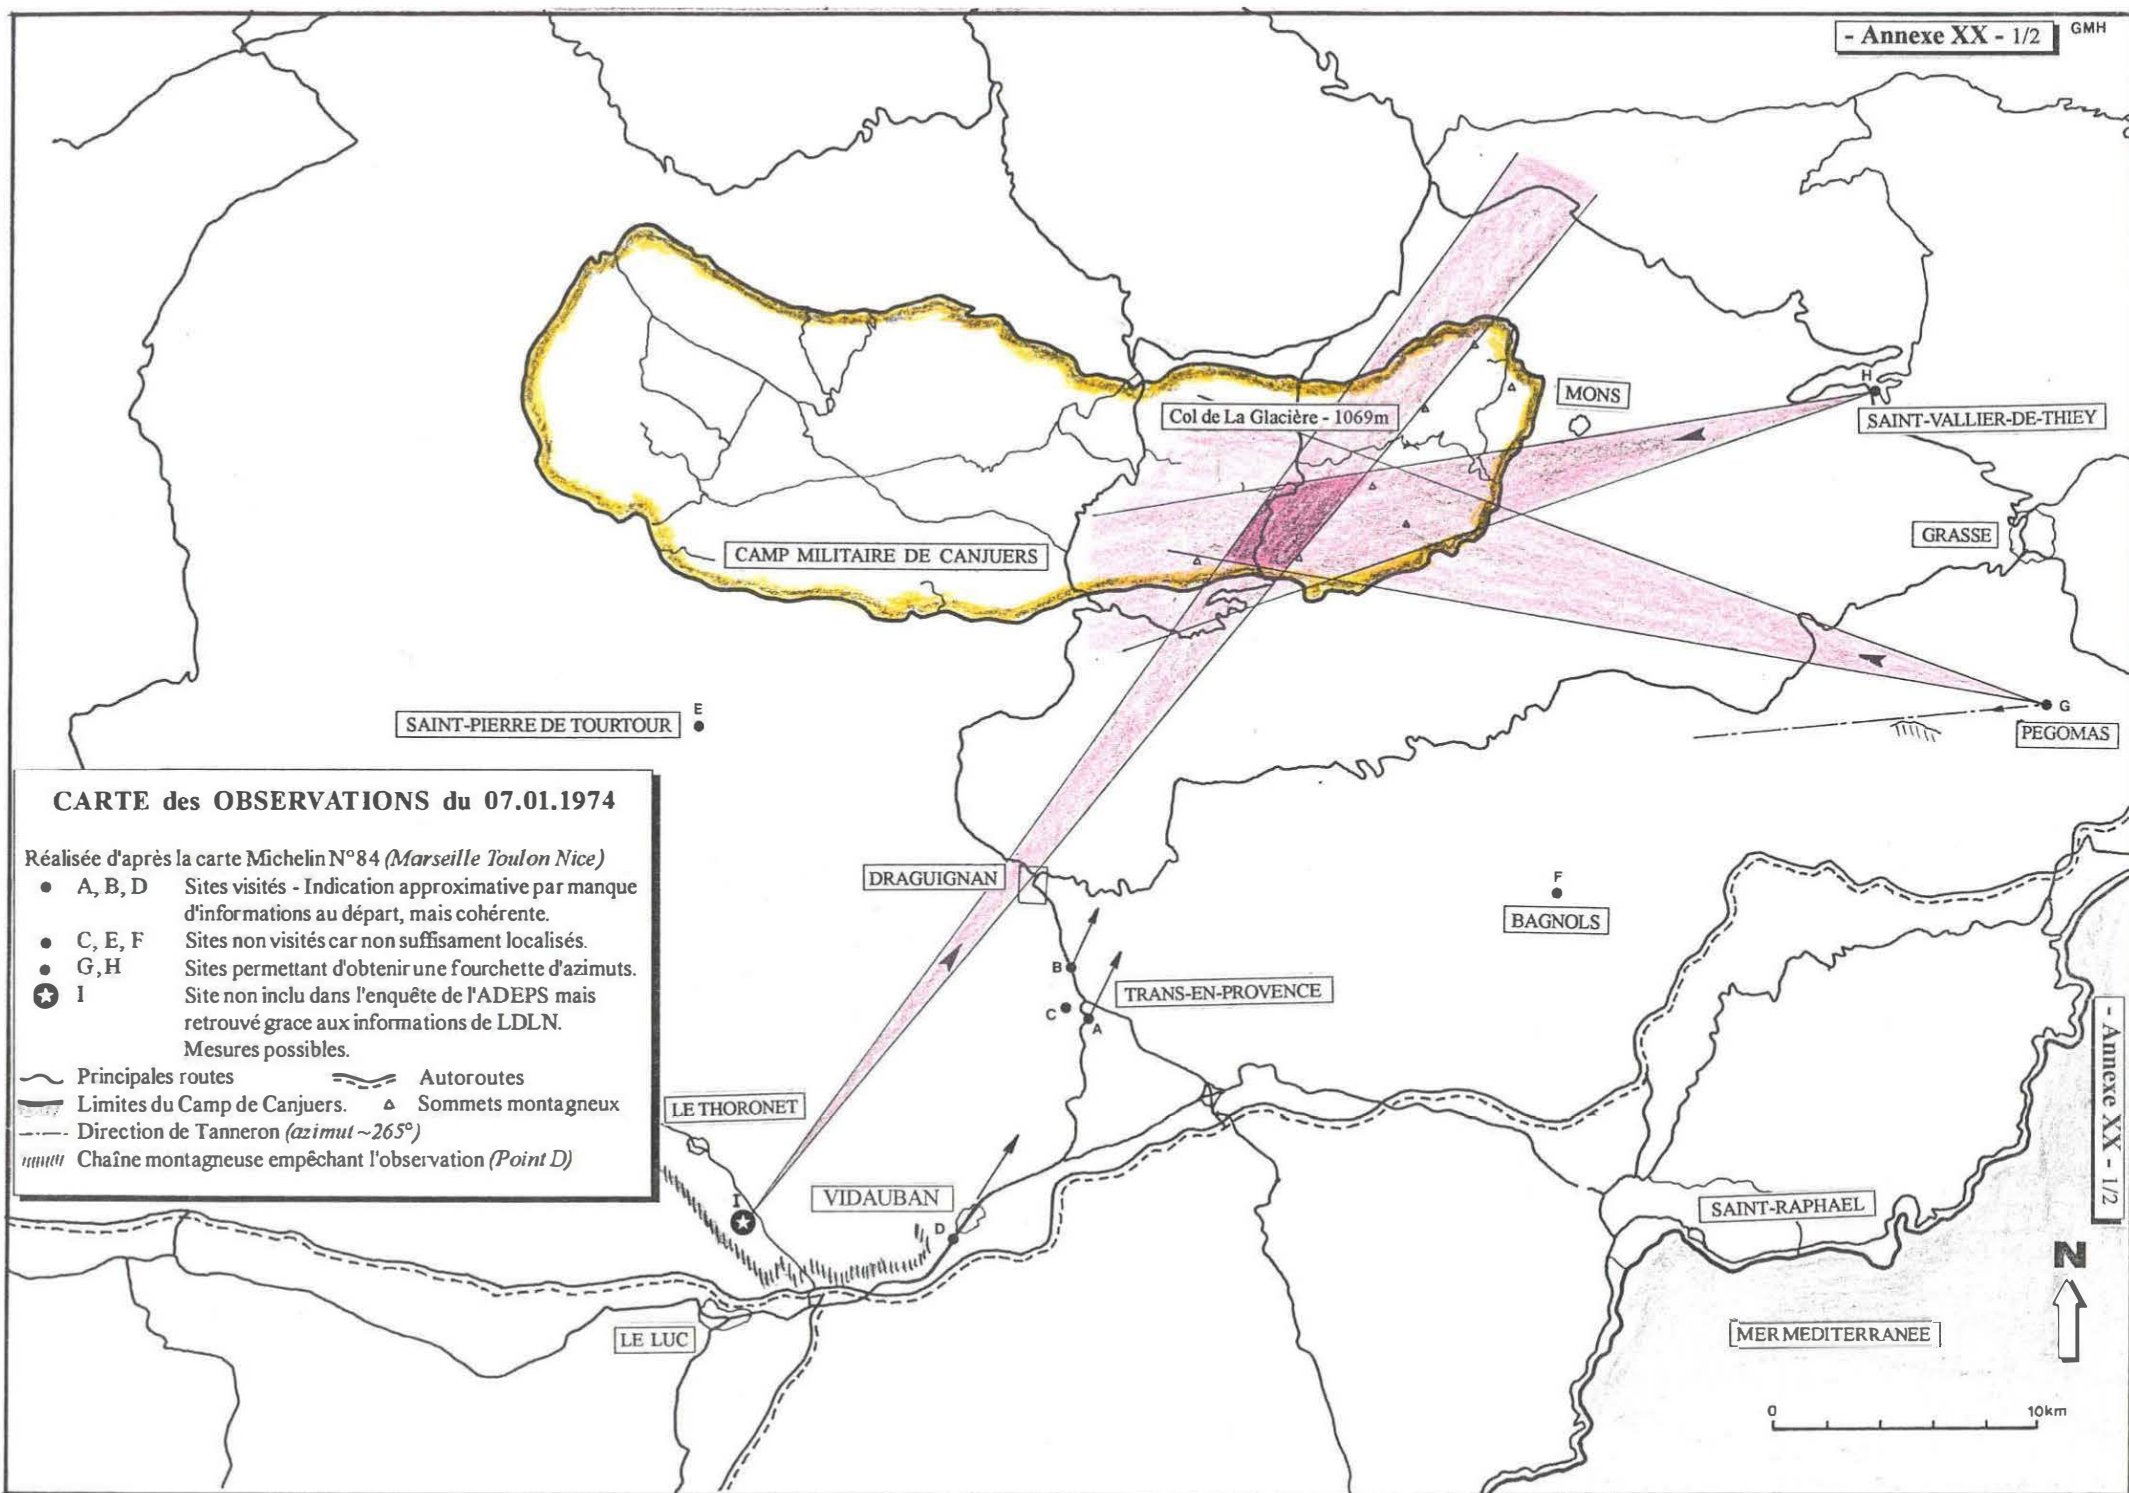 - Annexe XX - 1/2
GMH
MONS
H
SAINT-VALLIER-DE-THIEY
Col de La Glacière - 1069m
GRASSE
CAMP MILITAIRE DE CANJUERS
E
SAINT-PIERRE DE TOURTOUR
G
PEGOMAS
CARTE des OBSERVATIONS du 07.01.1974
Réalisée d'après la carte Michelin N°84 (Marseille Toulon Nice)
A, B, D Sites visités - Indication approximative par manque
d'informations au départ, mais cohérente.
C, E, F Sites non visités car non suffisament localisés.
G,H Sites permettant d'obtenir une fourchette d'azimuts.
I Site non inclu dans l'enquête de l'ADEPS mais
retrouvé grace aux informations de LDLN.
Mesures possibles.
Principales routes Autoroutes
Limites du Camp de Canjuers. Sommets montagneux
Direction de Tanneron (azimut ~265°)
Chaîne montagneuse empêchant l'observation (Point D)
DRAGUIGNAN
F
BAGNOLS
B
TRANS-EN-PROVENCE
C
A
LE THORONET
I
VIDAUBAN
D
SAINT-RAPHAEL
- Annexe XX - 1/2
N
LE LUC
MER MEDITERRANEE
0 10km